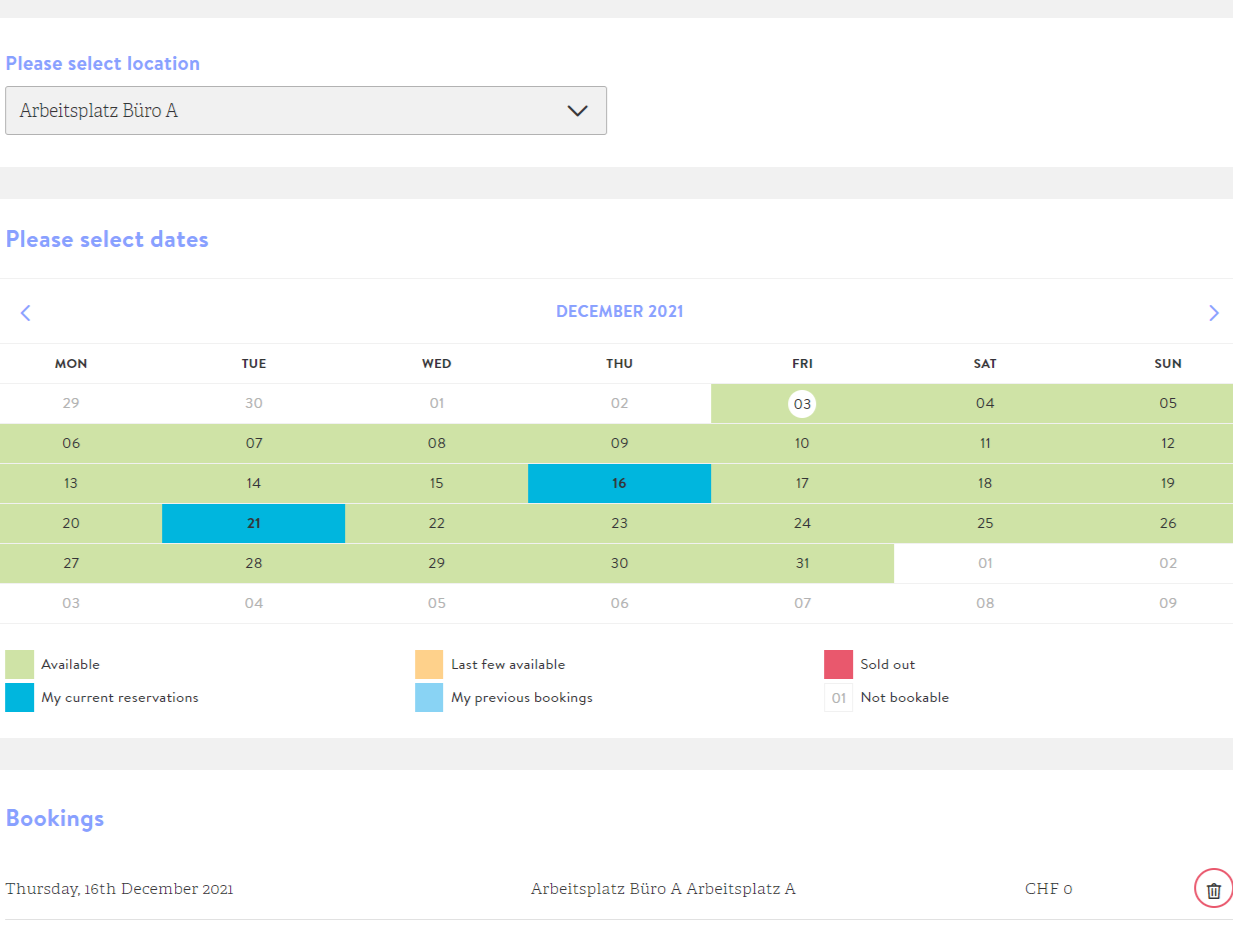 Please select location
Arbeitsplatz Büro A
Please select dates
DECEMBER 2021
MON TUE WED THU FRI SAT SUN
29 30 01 02 03 04 05
06 07 08 09 10 11 12
13 14 15 16 17 18 19
20 21 22 23 24 25 26
27 28 29 30 31 01 02
03 04 05 06 07 08 09
Available Last few available Sold out
My current reservations My previous bookings 01 Not bookable
Bookings
Thursday, 16th December 2021 Arbeitsplatz Büro A Arbeitsplatz A CHF 0